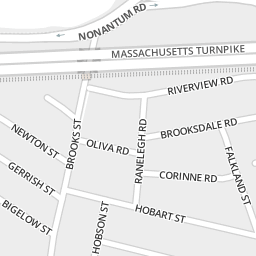 NONANTUM RD
MASSACHUSETTS TURNPIKE
RIVERVIEW RD
BROOKSDALE RD
NEWTON ST
BROOKS ST
OLIVA RD
RANELEGH RD
FALKLAND ST
GERRISH ST
CORINNE RD
BIGELOW ST
HOBSON ST
HOBART ST